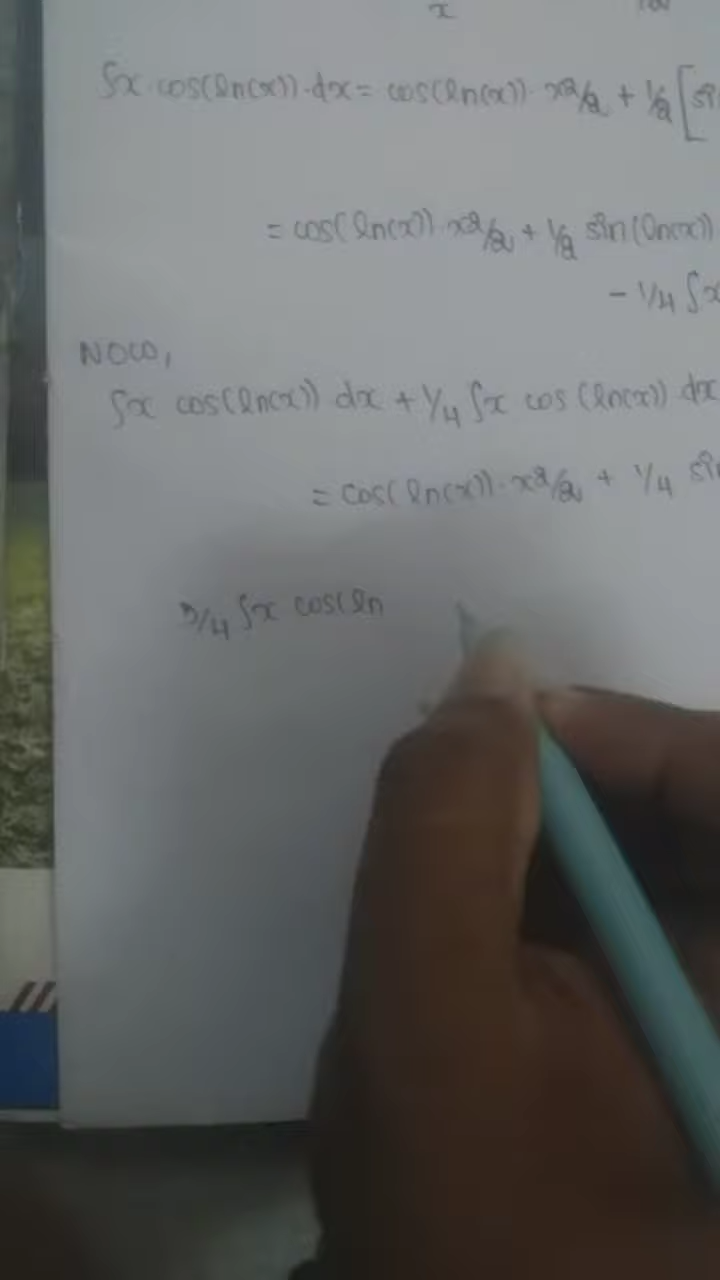 x
∫x·cos(ln(x))·dx = cos(ln(x))·x2/2 + 1/2[
= cos(ln(x))·x2/2 + 1/2 sin(ln(x))
- 1/4 ∫x
NOW,
∫x cos(ln(x)) dx + 1/4 ∫x cos(ln(x))·dx
= cos(ln(x))·x2/2 + 1/4
5/4 ∫x cos(ln